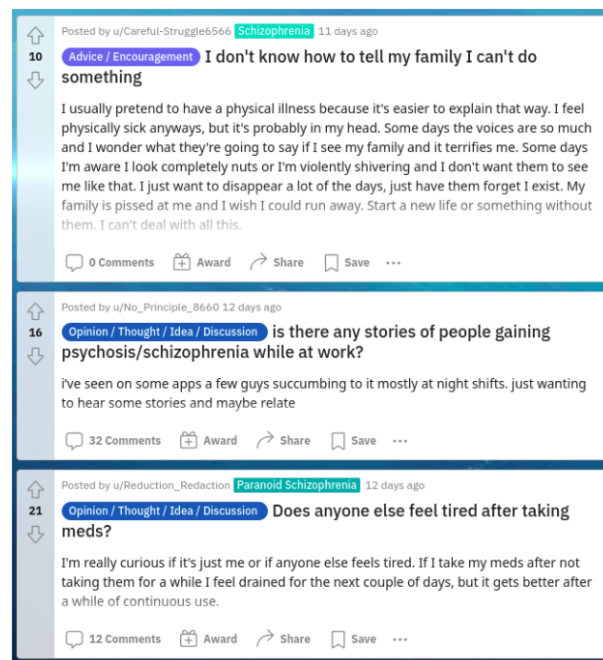 Posted by u/Careful-Struggle6566 Schizophrenia 11 days ago
10
Advice / Encouragement I don't know how to tell my family I can't do
something
I usually pretend to have a physical illness because it's easier to explain that way. I feel
physically sick anyways, but it's probably in my head. Some days the voices are so much
and I wonder what they're going to say if I see my family and it terrifies me. Some days
I'm aware I look completely nuts or I'm violently shivering and I don't want them to see
me like that. I just want to disappear a lot of the days, just have them forget I exist. My
family is pissed at me and I wish I could run away. Start a new life or something without
them. I can't deal with all this.
0 Comments Award Share Save
Posted by u/No_Principle_8660 12 days ago
16
Opinion / Thought / Idea / Discussion is there any stories of people gaining
psychosis/schizophrenia while at work?
i've seen on some apps a few guys succumbing to it mostly at night shifts. just wanting
to hear some stories and maybe relate
32 Comments Award Share Save
Posted by u/Reduction_Redaction Paranoid Schizophrenia 12 days ago
21
Opinion / Thought / Idea / Discussion Does anyone else feel tired after taking
meds?
I'm really curious if it's just me or if anyone else feels tired. If I take my meds after not
taking them for a while I feel drained for the next couple of days, but it gets better after
a while of continuous use.
12 Comments Award Share Save